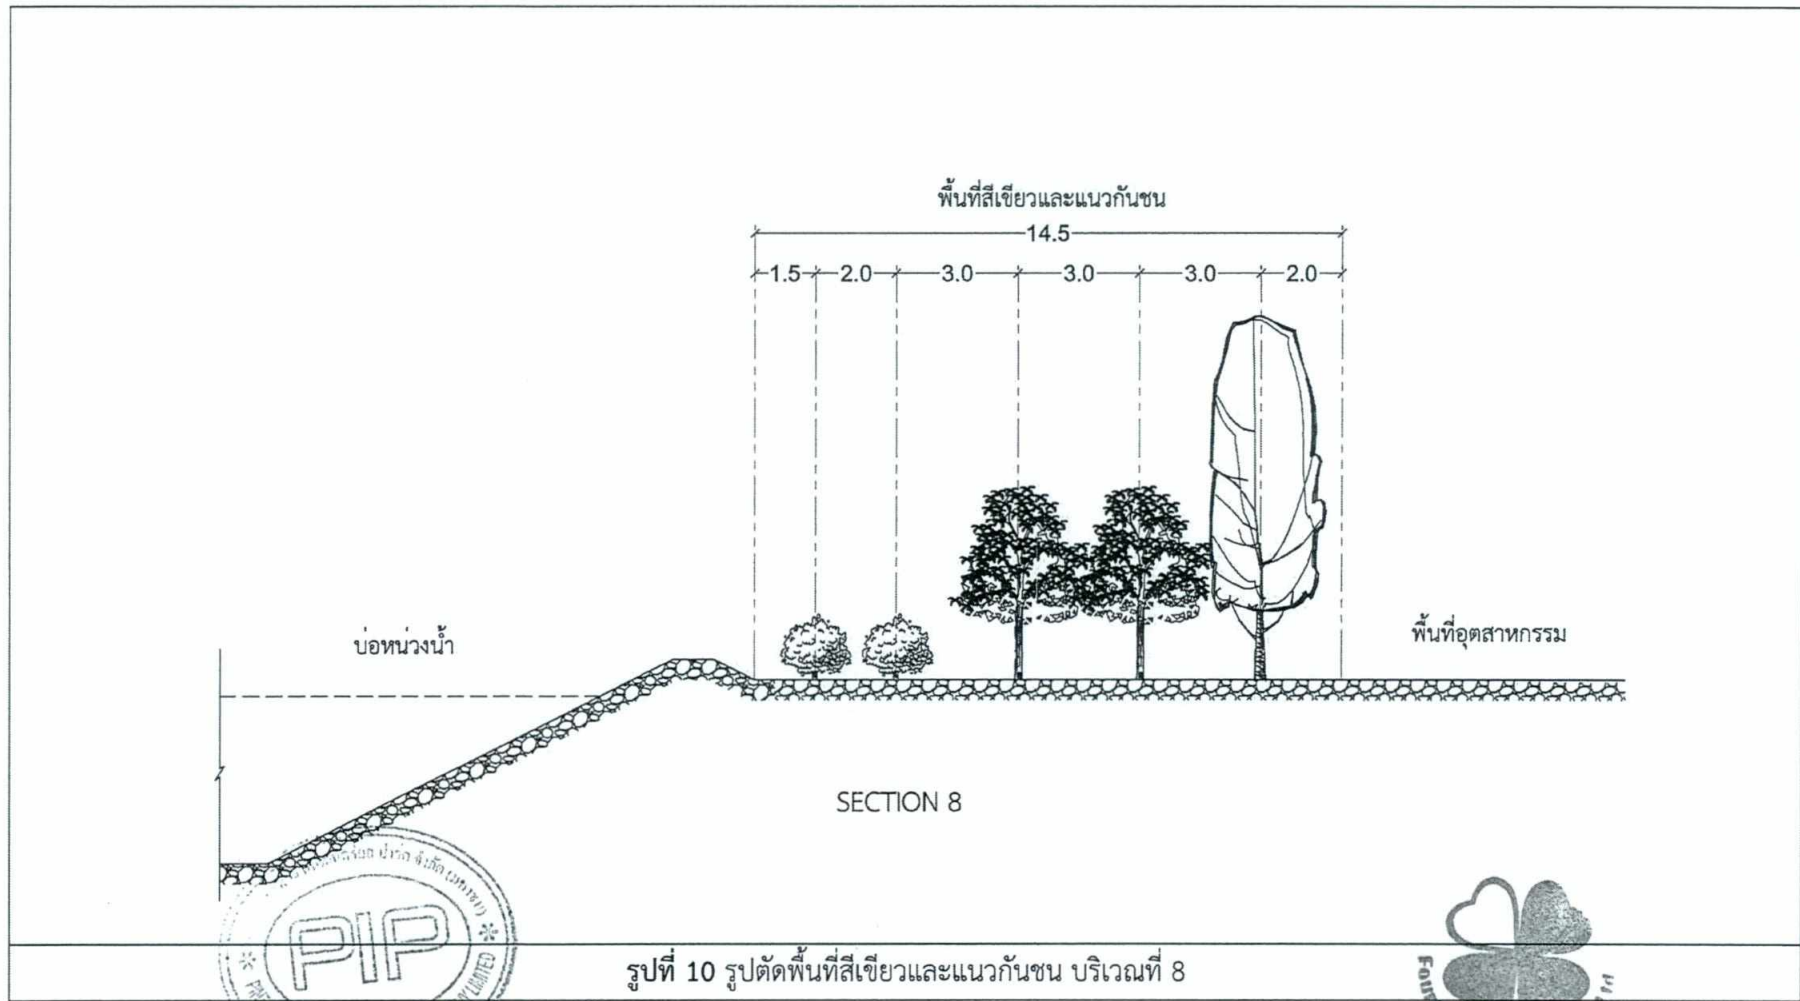 พื้นที่สีเขียวและแนวกันชน
14.5
1.5 2.0 3.0 3.0 3.0 2.0
บ่อหน่วงน้ำ
พื้นที่อุตสาหกรรม
SECTION 8
PIP
LIMITED
รูปที่ 10 รูปตัดพื้นที่สีเขียวและแนวกันชน บริเวณที่ 8